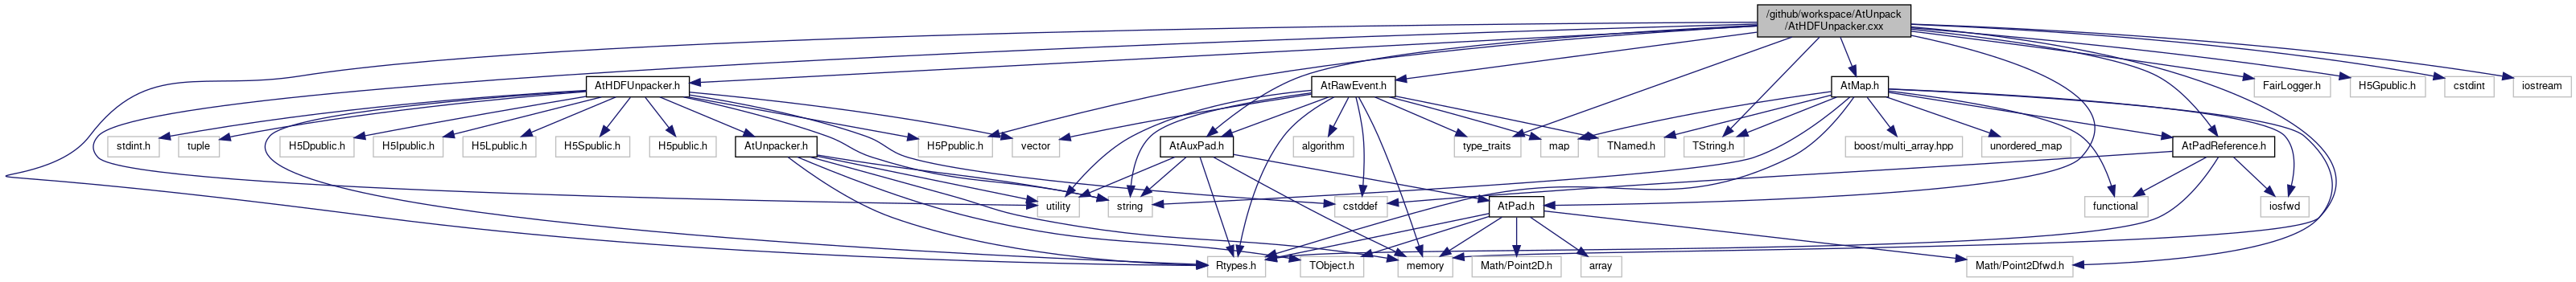 /github/workspace/AtUnpack
/AtHDFUnpacker.cxx
AtHDFUnpacker.h
AtRawEvent.h
AtMap.h
FairLogger.h
H5Gpublic.h
cstdint
iostream
stdint.h
tuple
H5Dpublic.h
H5Ipublic.h
H5Lpublic.h
H5Spublic.h
H5public.h
AtUnpacker.h
H5Ppublic.h
vector
AtAuxPad.h
algorithm
type_traits
map
TNamed.h
TString.h
boost/multi_array.hpp
unordered_map
AtPadReference.h
utility
string
cstddef
AtPad.h
functional
iosfwd
Rtypes.h
TObject.h
memory
Math/Point2D.h
array
Math/Point2Dfwd.h